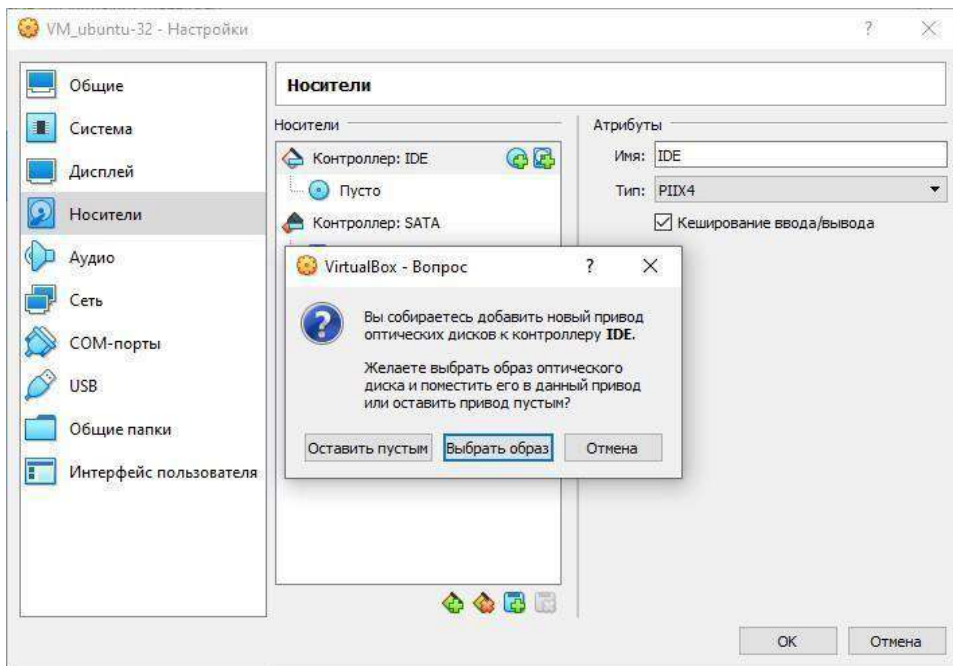 VM_ubuntu-32 - Настройки
?
Общие
Система
Дисплей
Носители
Аудио
Сеть
COM-порты
USB
Общие папки
Интерфейс пользователя
Носители
Носители
Контроллер: IDE
Пусто
Контроллер: SATA
Атрибуты
Имя: IDE
Тип: PIIX4
Кеширование ввода/вывода
VirtualBox - Вопрос
?
Вы собираетесь добавить новый привод
оптических дисков к контроллеру IDE.
Желаете выбрать образ оптического
диска и поместить его в данный привод
или оставить привод пустым?
Оставить пустым Выбрать образ Отмена
OK Отмена